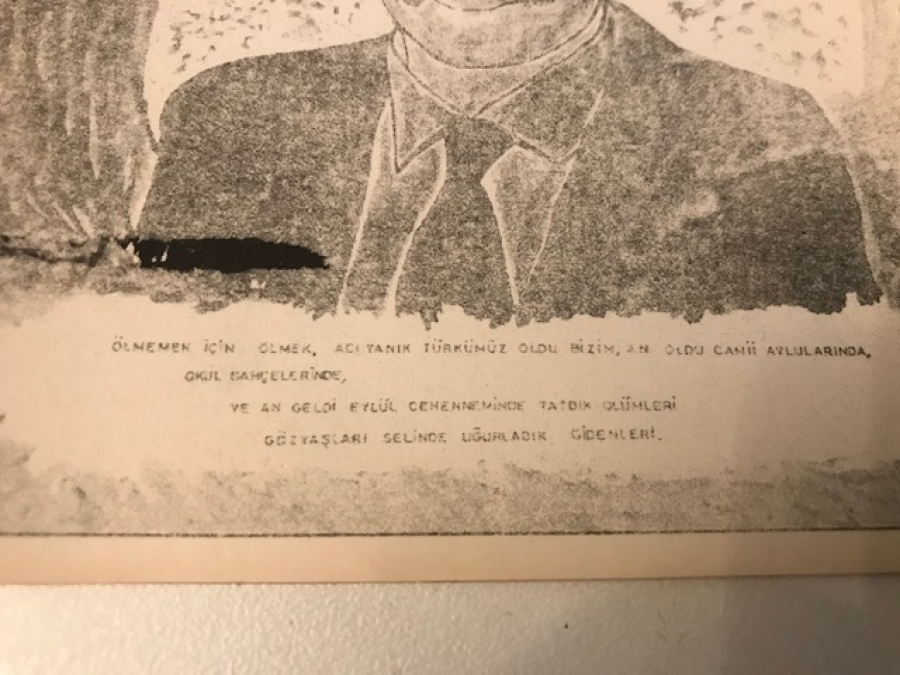 ÖLMEMEK İÇİN ÖLMEK, ACI TANIK TÜRKÜMÜZ OLDU BİZİM, AN OLDU CAMİİ AVLULARINDA,
OKUL BAHÇELERİNDE,
VE AN GELDİ EYLÜL CEHENNEMİNDE TATDIK ÖLÜMLERİ
GÖZYAŞLARI SELİNDE UĞURLADIK GİDENLERİ.